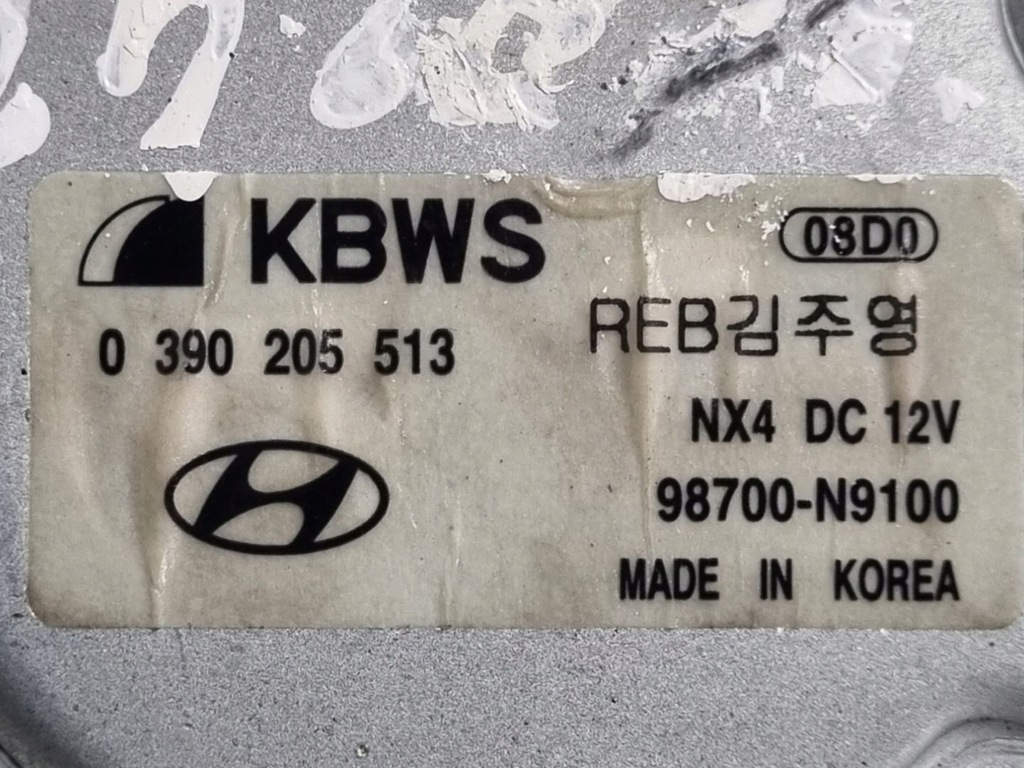 KBWS
03D0
0 390 205 513
REB김주영
NX4 DC 12V
98700-N9100
MADE IN KOREA